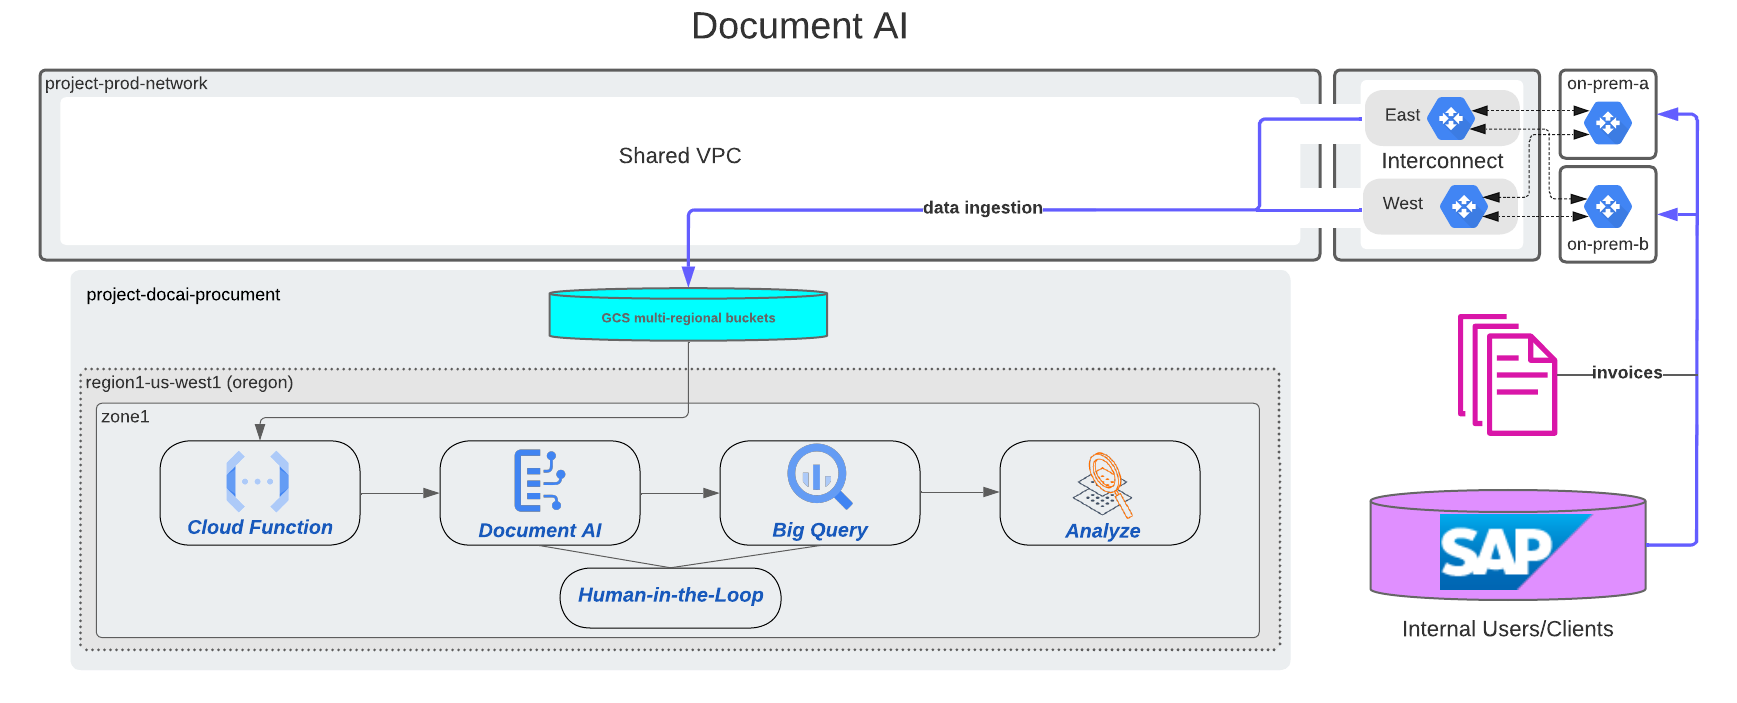 Document AI
project-prod-network
on-prem-a
East
Shared VPC
Interconnect
West
data ingestion
on-prem-b
project-docai-procument
GCS multi-regional buckets
region1-us-west1 (oregon)
invoices
zone1
Cloud Function
Document AI
Big Query
Analyze
SAP
Human-in-the-Loop
Internal Users/Clients